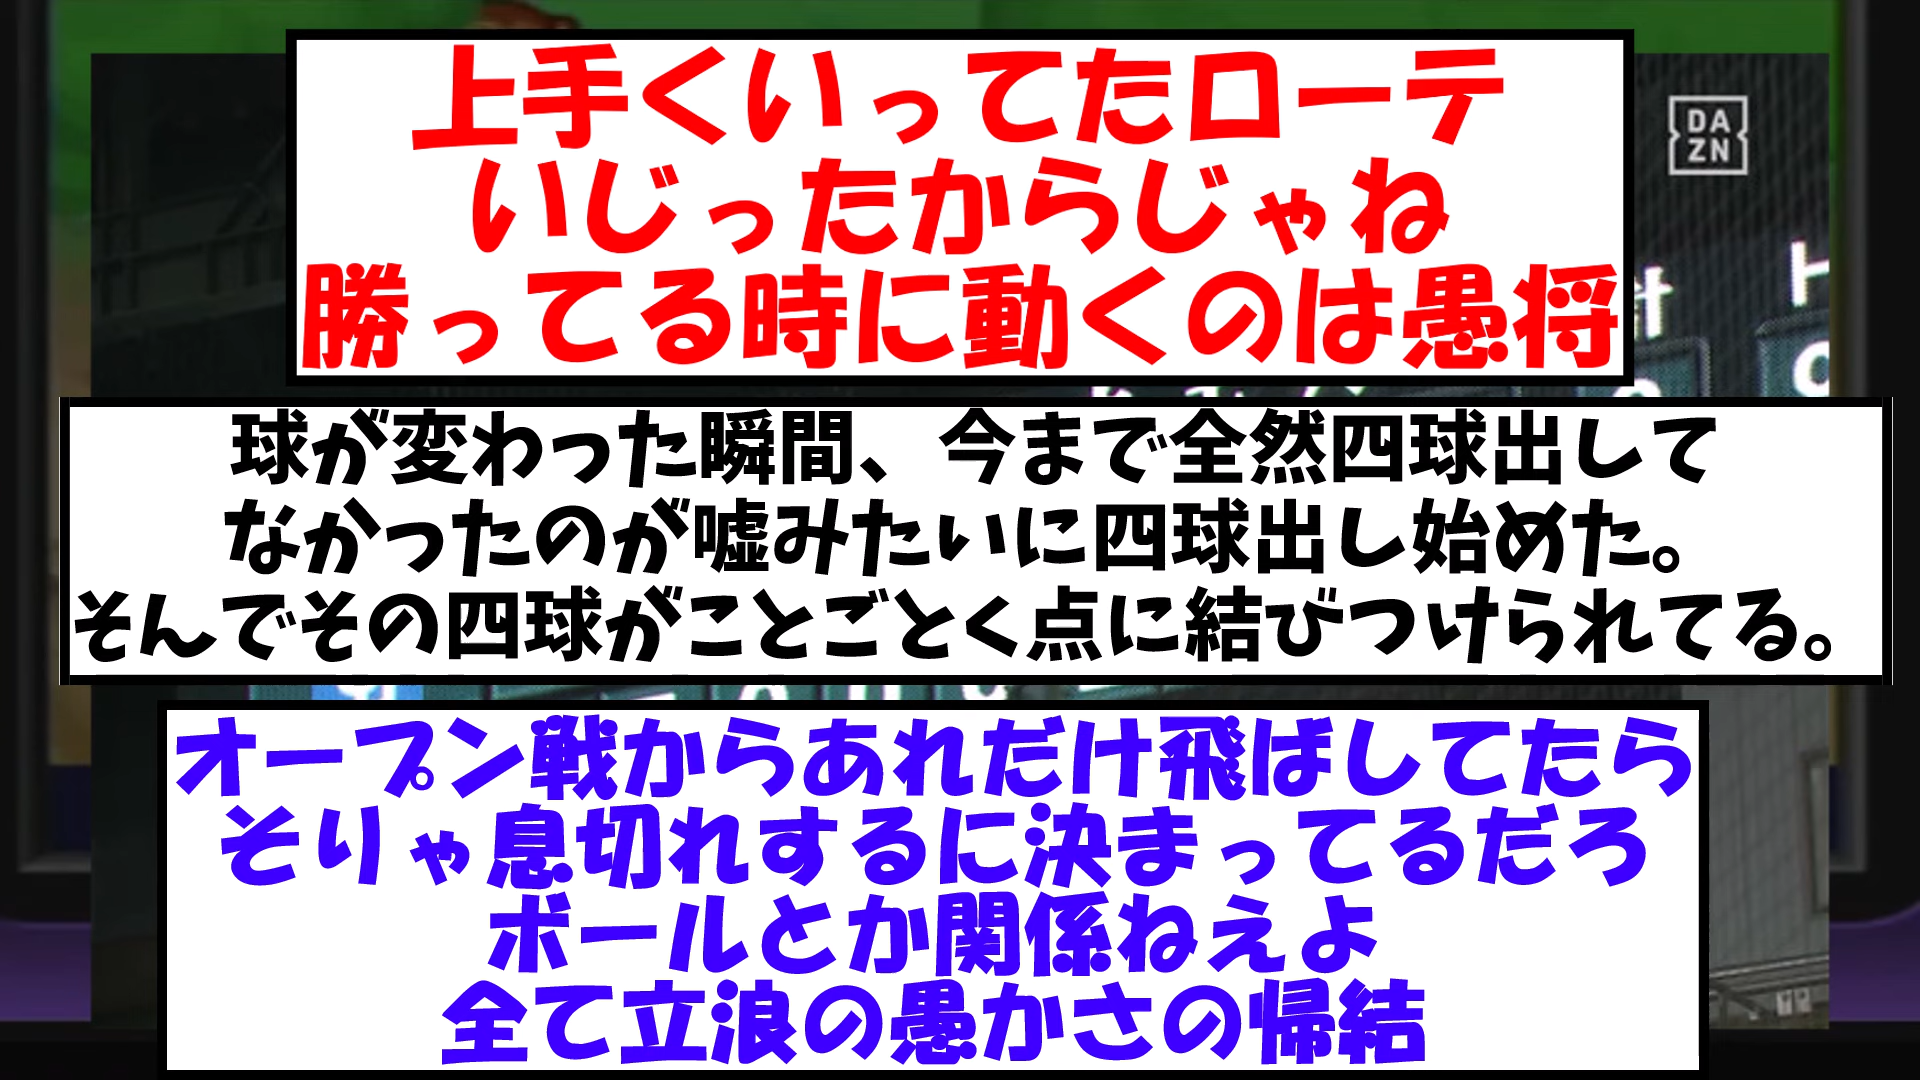 上手くいってたローテ
いじったからじゃね
勝ってる時に動くのは愚将
DA
ZN
球が変わった瞬間、今まで全然四球出して
なかったのが嘘みたいに四球出し始めた。
そんでその四球がことごとく点に結びつけられてる。
オープン戦からあれだけ飛ばしてたら
そりゃ息切れするに決まってるだろ
ボールとか関係ねえよ
全て立浪の愚かさの帰結